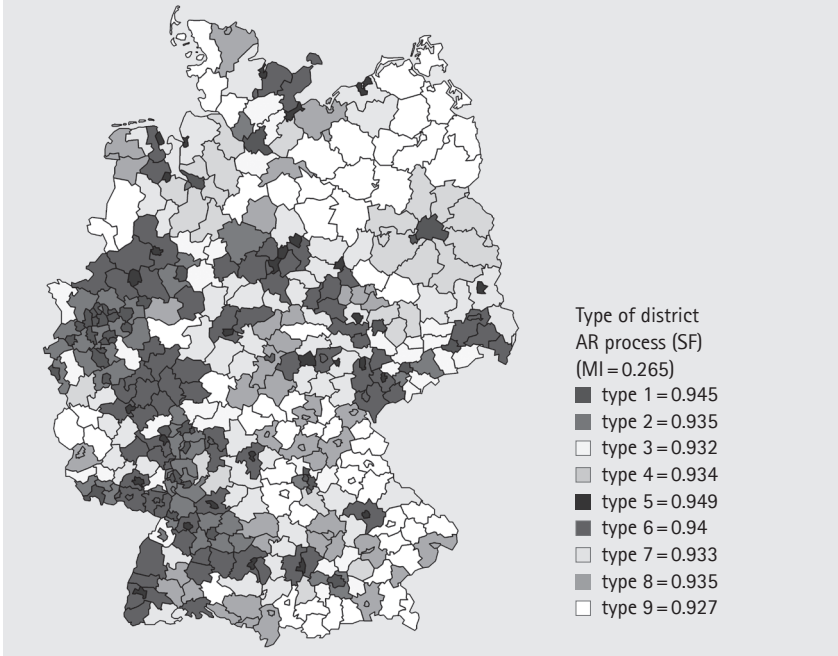 Type of district
AR process (SF)
(MI = 0.265)
type 1 = 0.945
type 2 = 0.935
type 3 = 0.932
type 4 = 0.934
type 5 = 0.949
type 6 = 0.94
type 7 = 0.933
type 8 = 0.935
type 9 = 0.927